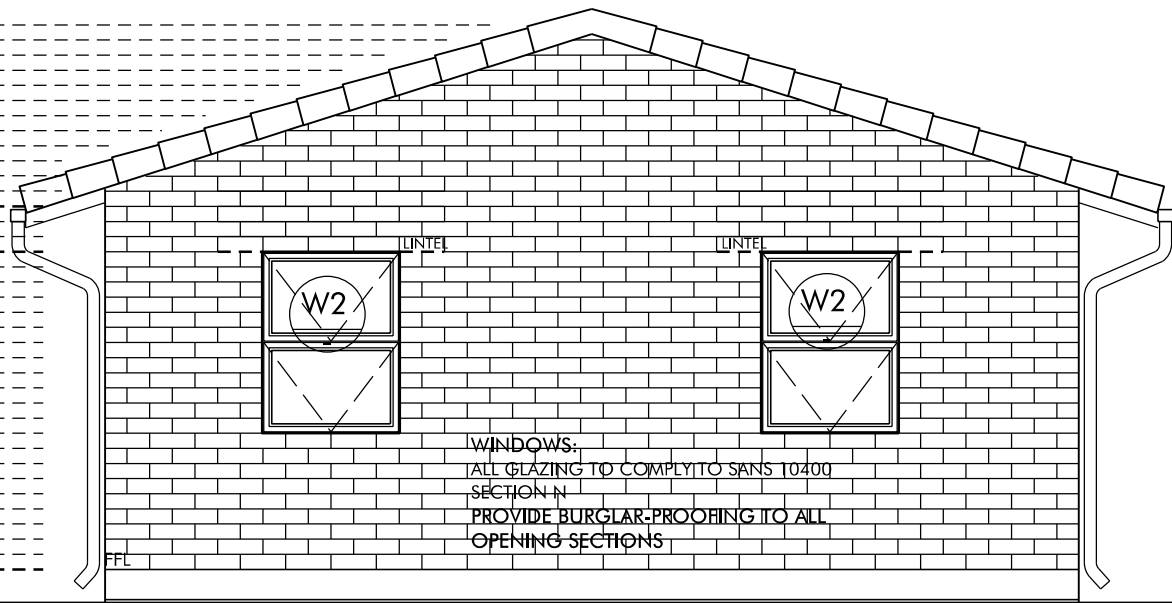 LINTEL
LINTEL
W2
W2
WINDOWS:
ALL GLAZING TO COMPLY TO SANS 10400
SECTION N
PROVIDE BURGLAR-PROOFING TO ALL
OPENING SECTIONS
FFL